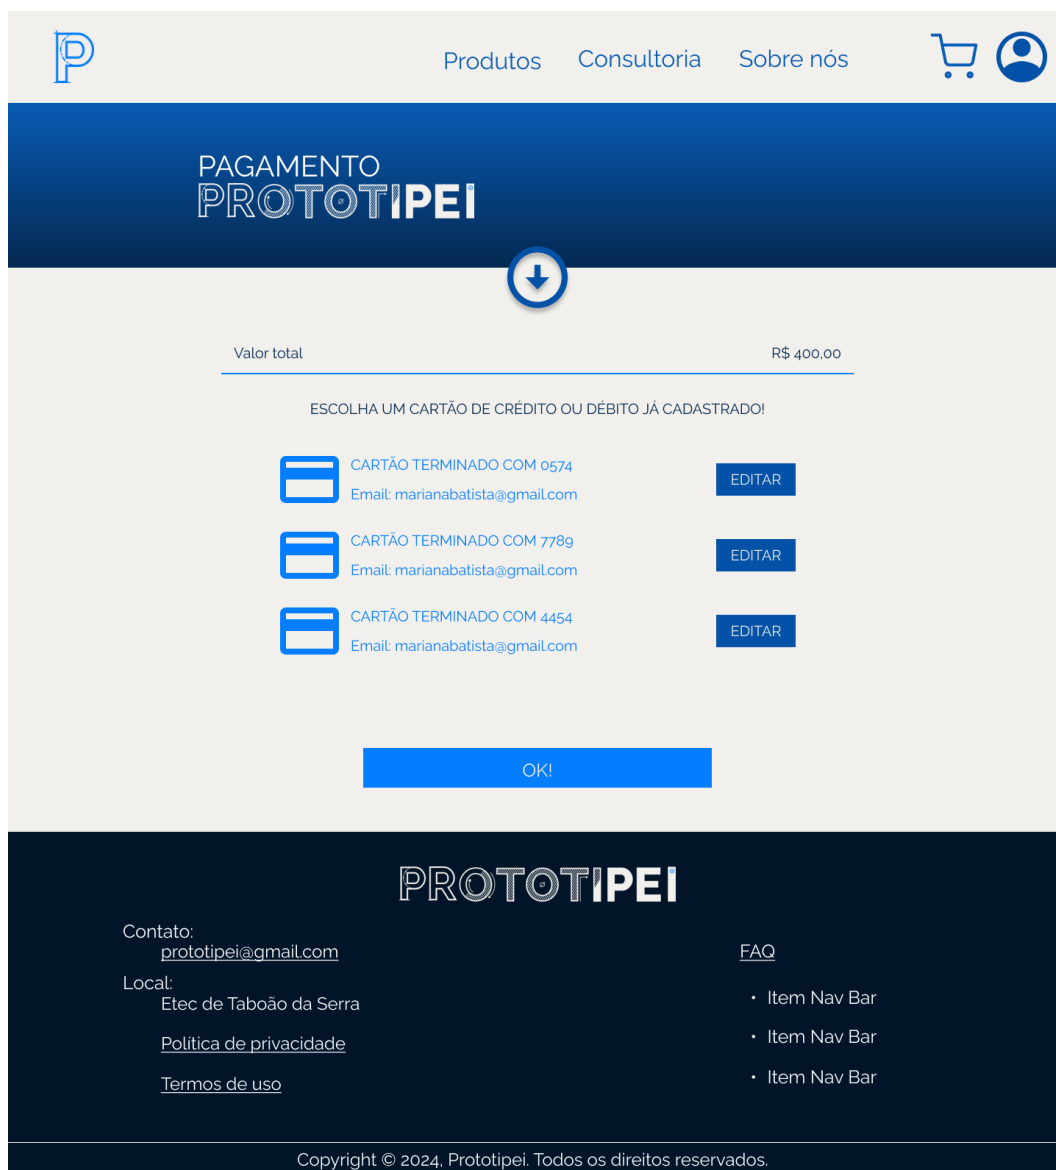 P
Produtos Consultoria Sobre nós
PAGAMENTO
PROTOTIPEI
Valor total R$ 400,00
ESCOLHA UM CARTÃO DE CRÉDITO OU DÉBITO JÁ CADASTRADO!
CARTÃO TERMINADO COM 0574
Email: marianabatista@gmail.com
EDITAR
CARTÃO TERMINADO COM 7789
Email: marianabatista@gmail.com
EDITAR
CARTÃO TERMINADO COM 4454
Email: marianabatista@gmail.com
EDITAR
OK!
PROTOTIPEI
Contato:
prototipei@gmail.com
Local:
Etec de Taboão da Serra
Política de privacidade
Termos de uso
FAQ
• Item Nav Bar
• Item Nav Bar
• Item Nav Bar
Copyright © 2024, Prototipei. Todos os direitos reservados.